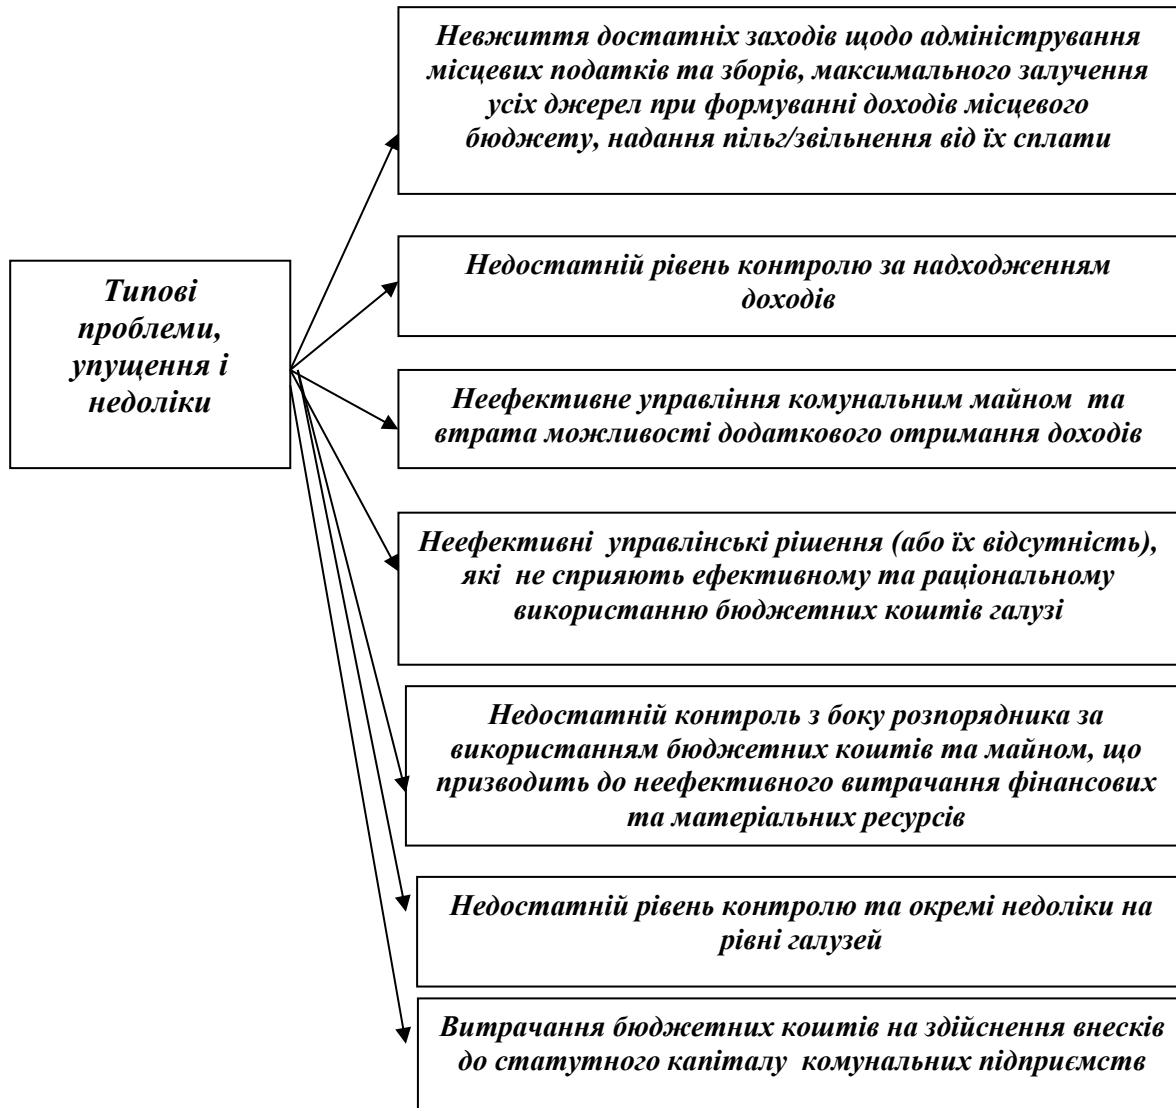 Невжиття достатніх заходів щодо адміністрування
місцевих податків та зборів, максимального залучення
усіх джерел при формуванні доходів місцевого
бюджету, надання пільг/звільнення від їх сплати
Типові
проблеми,
упущення і
недоліки
Недостатній рівень контролю за надходженням
доходів
Неефективне управління комунальним майном та
втрата можливості додаткового отримання доходів
Неефективні управлінські рішення (або їх відсутність),
які не сприяють ефективному та раціональному
використанню бюджетних коштів галузі
Недостатній контроль з боку розпорядника за
використанням бюджетних коштів та майном, що
призводить до неефективного витрачання фінансових
та матеріальних ресурсів
Недостатній рівень контролю та окремі недоліки на
рівні галузей
Витрачання бюджетних коштів на здійснення внесків
до статутного капіталу комунальних підприємств